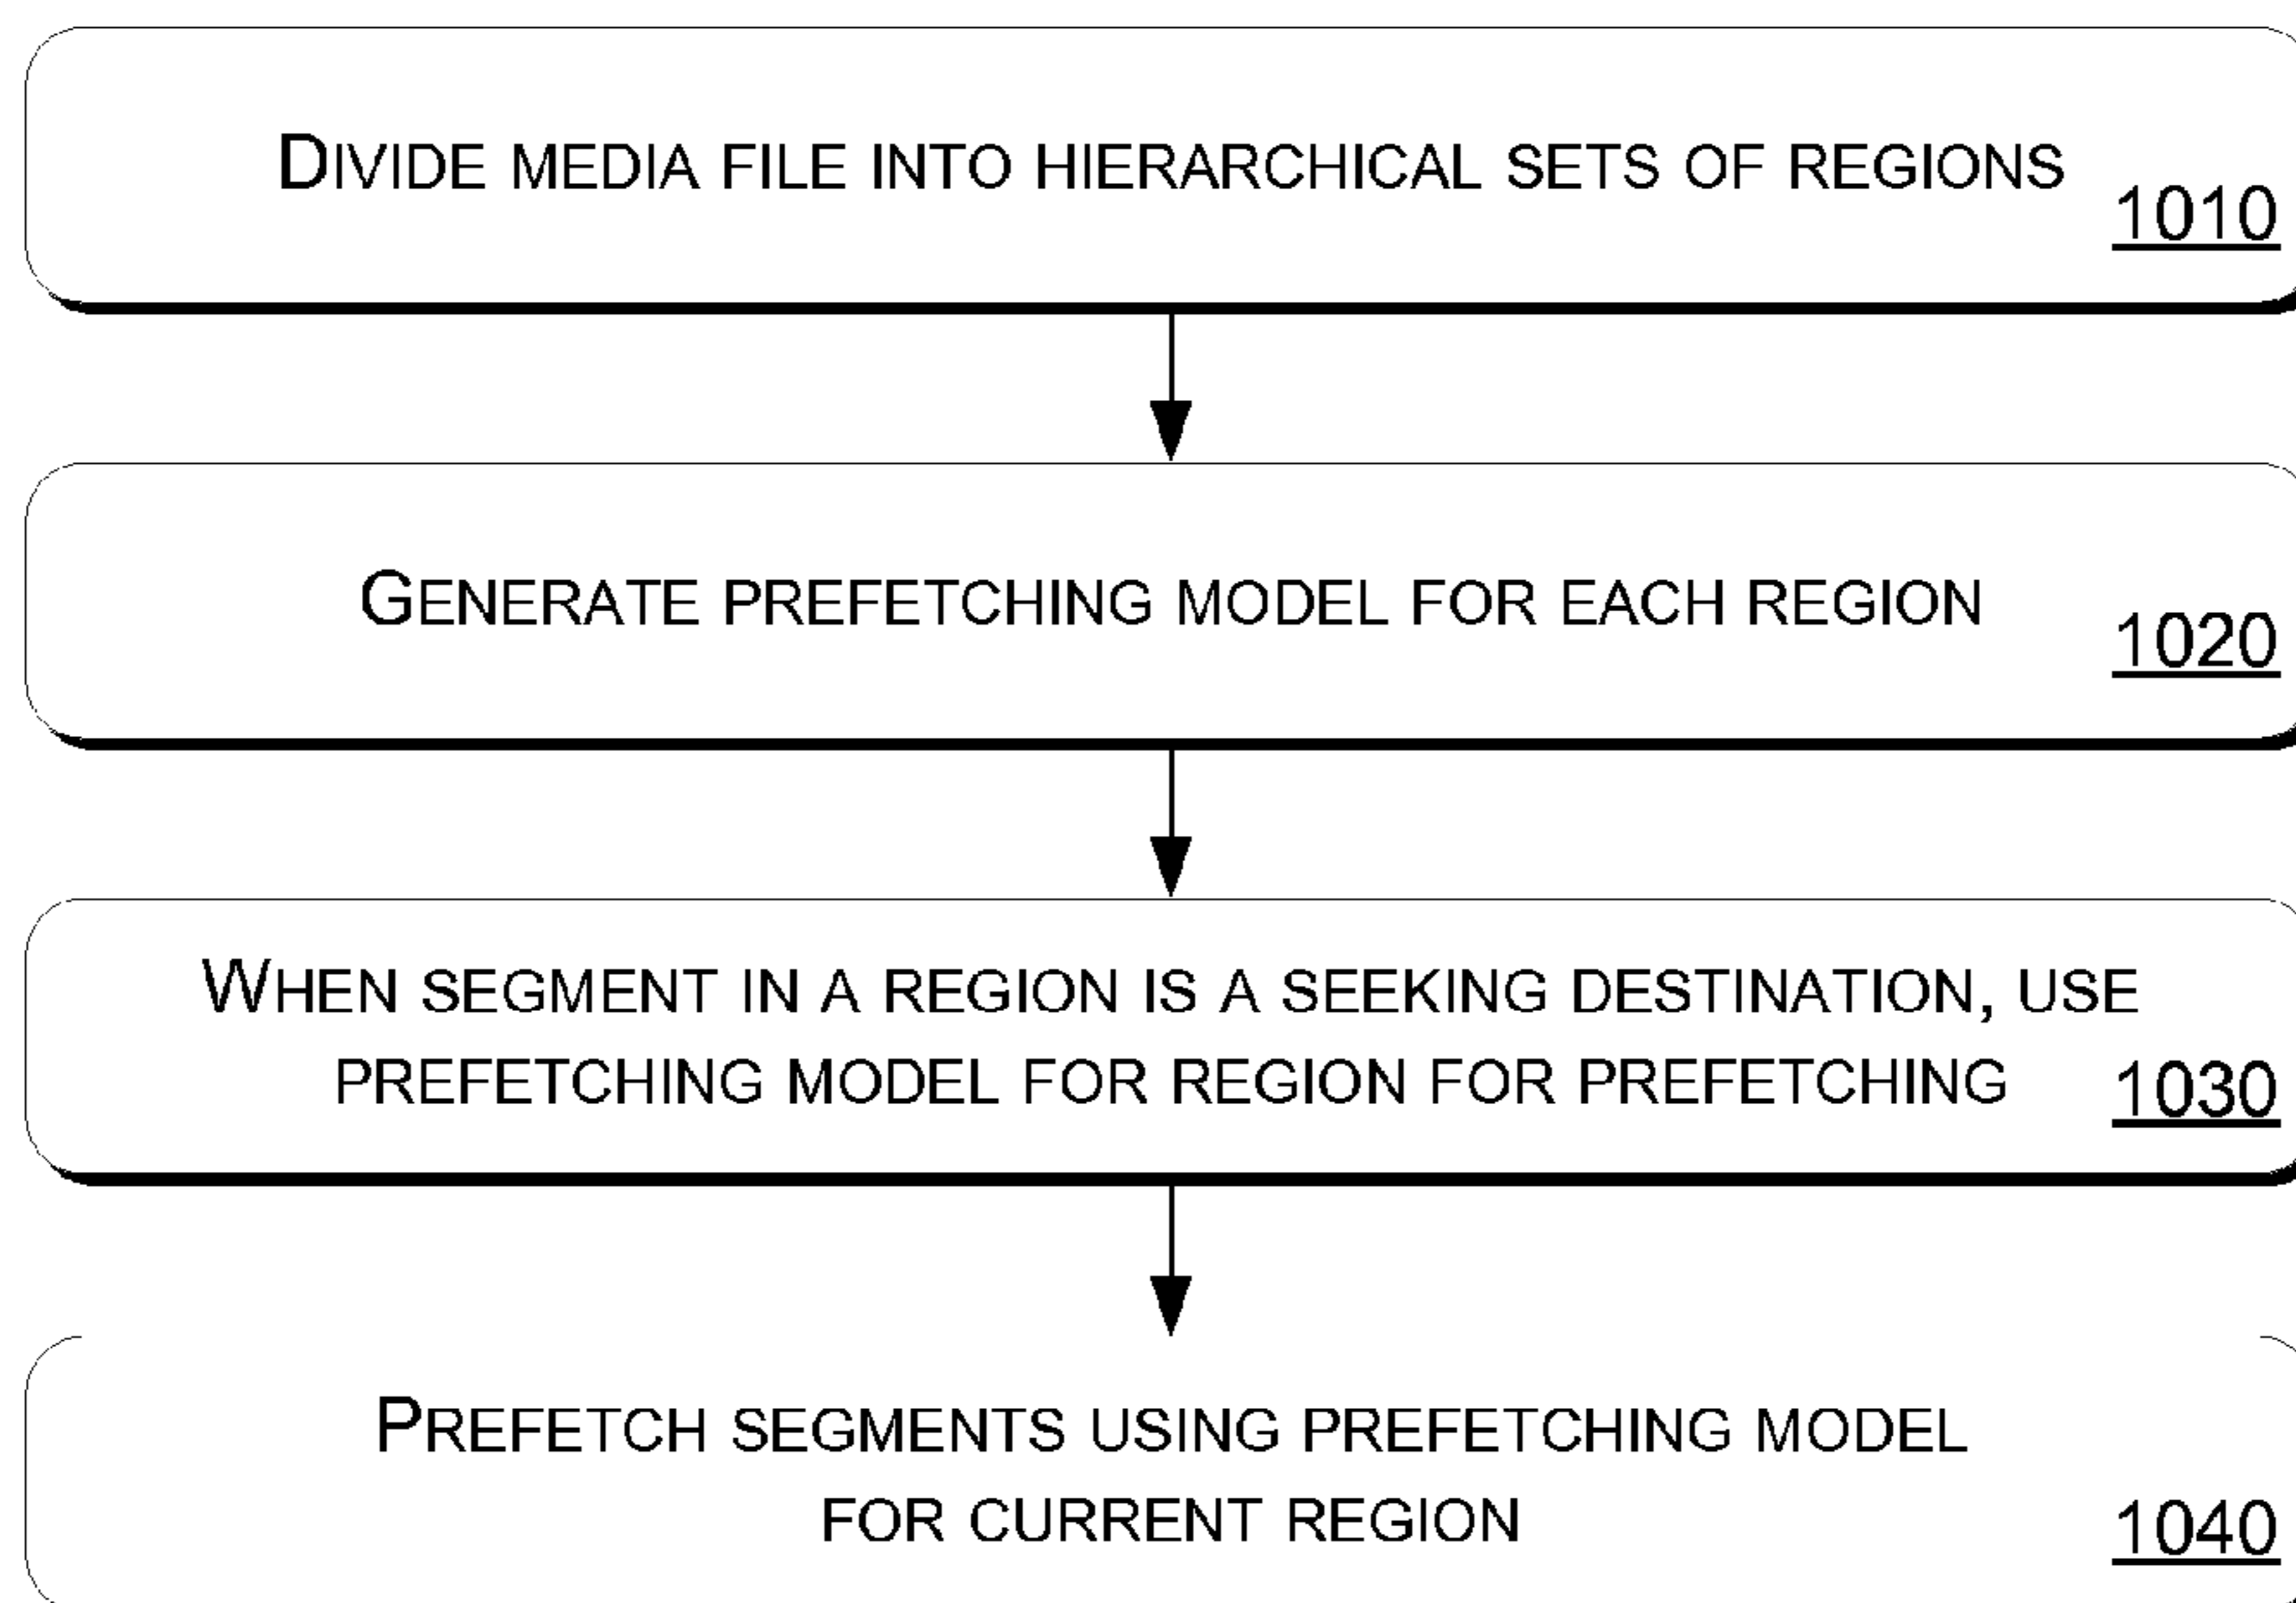 DIVIDE MEDIA FILE INTO HIERARCHICAL SETS OF REGIONS
1010
GENERATE PREFETCHING MODEL FOR EACH REGION
1020
WHEN SEGMENT IN A REGION IS A SEEKING DESTINATION, USE
PREFETCHING MODEL FOR REGION FOR PREFETCHING
1030
PREFETCH SEGMENTS USING PREFETCHING MODEL
FOR CURRENT REGION
1040